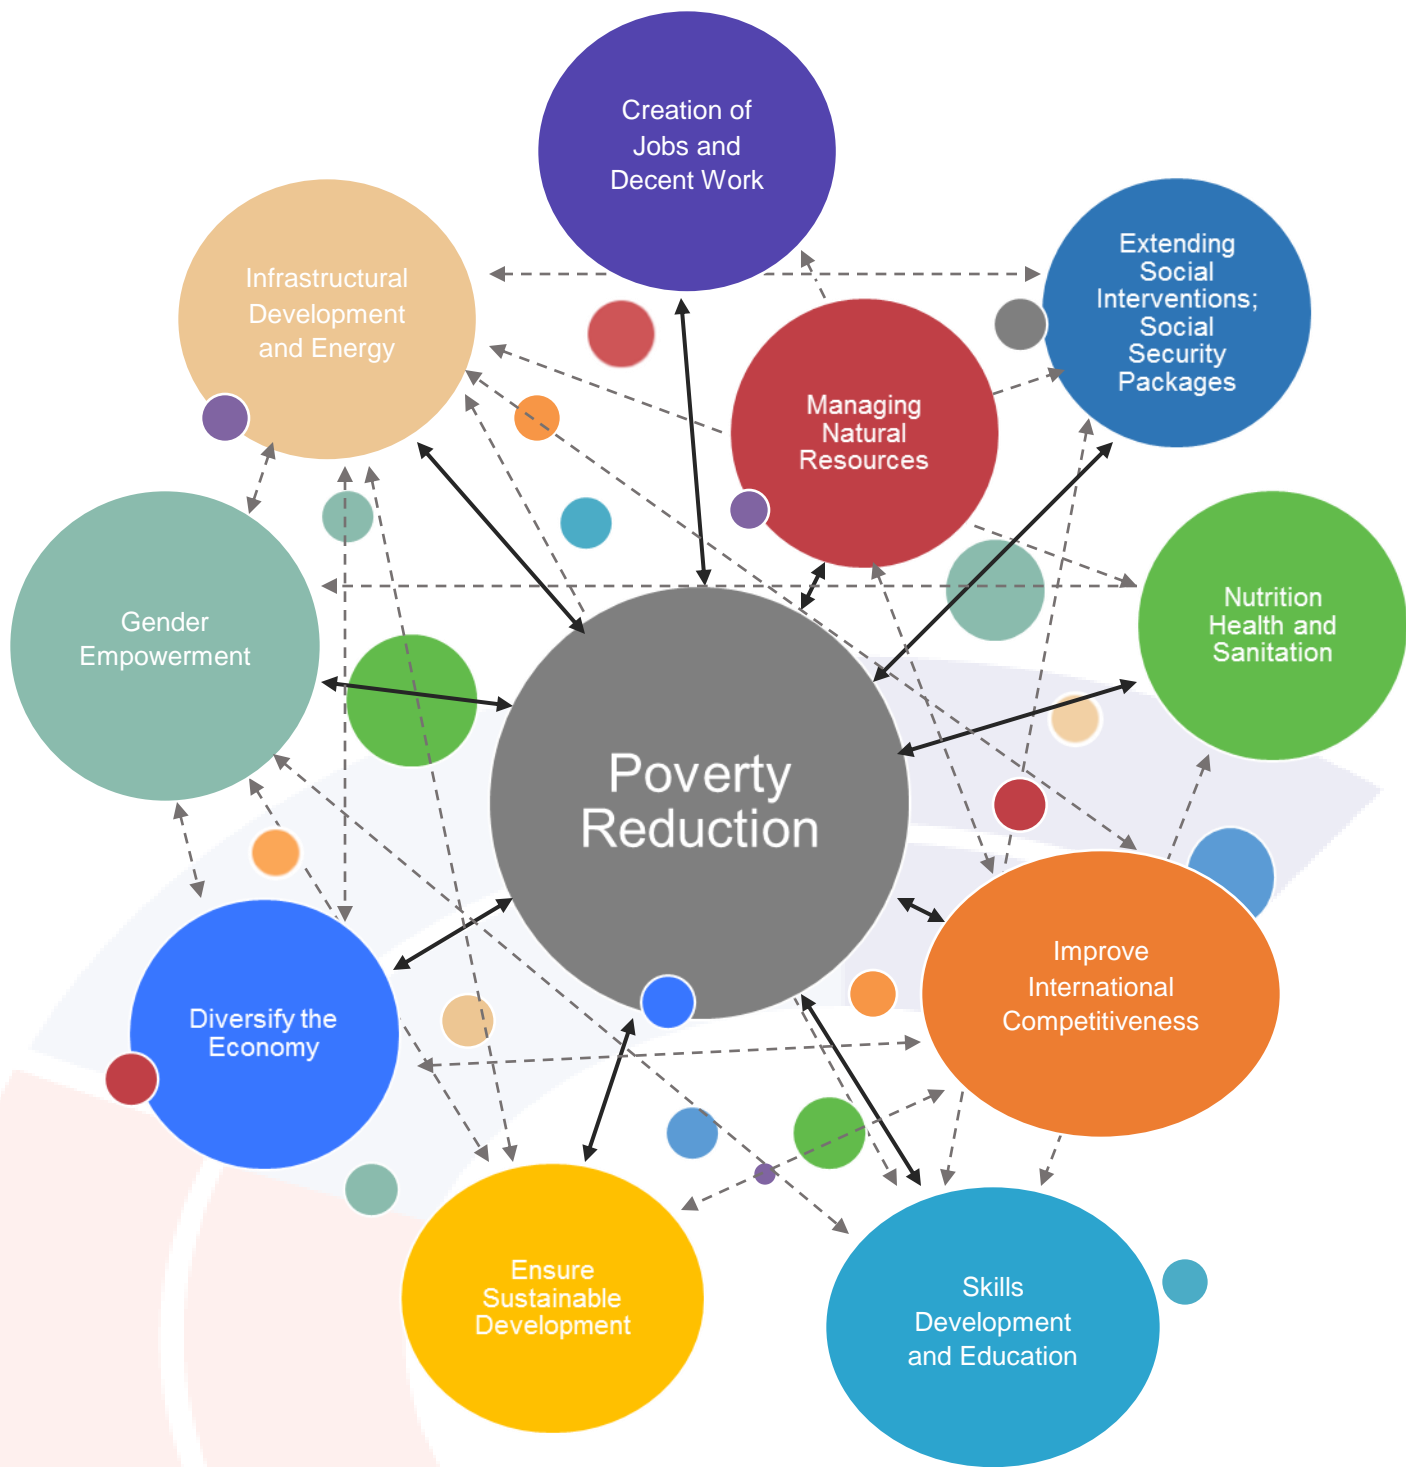 Creation of
Jobs and
Decent Work
Infrastructural
Development
and Energy
Extending
Social
Interventions;
Social
Security
Packages
Managing
Natural
Resources
Gender
Empowerment
Nutrition
Health and
Sanitation
Poverty
Reduction
Diversify the
Economy
Improve
International
Competitiveness
Ensure
Sustainable
Development
Skills
Development
and Education